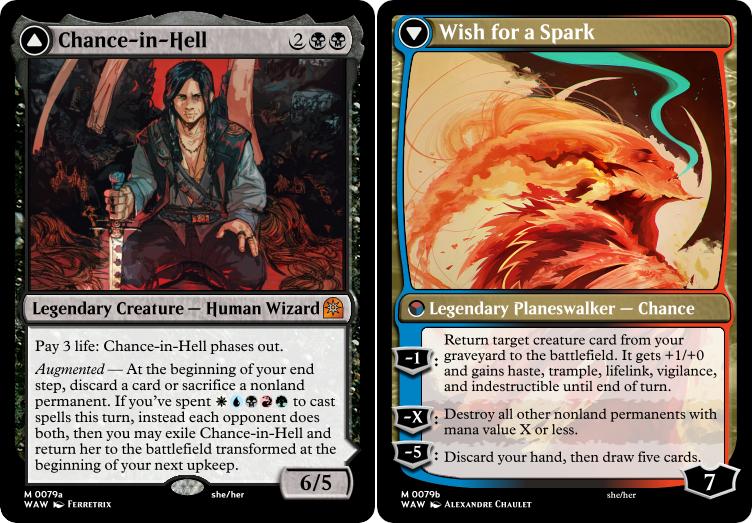 Chance-in-Hell 2
Legendary Creature — Human Wizard
Pay 3 life: Chance-in-Hell phases out.
Augmented — At the beginning of your end
step, discard a card or sacrifice a nonland
permanent. If you've spent to cast
spells this turn, instead each opponent does
both, then you may exile Chance-in-Hell and
return her to the battlefield transformed at the
beginning of your next upkeep.
6/5
M 0079a
WAW Ferretrix
she/her
Wish for a Spark
Legendary Planeswalker — Chance
-1: Return target creature card from your
graveyard to the battlefield. It gets +1/+0
and gains haste, trample, lifelink, vigilance,
and indestructible until end of turn.
-X: Destroy all other nonland permanents with
mana value X or less.
-5: Discard your hand, then draw five cards.
7
M 0079b
WAW Alexandre Chaulet
she/her